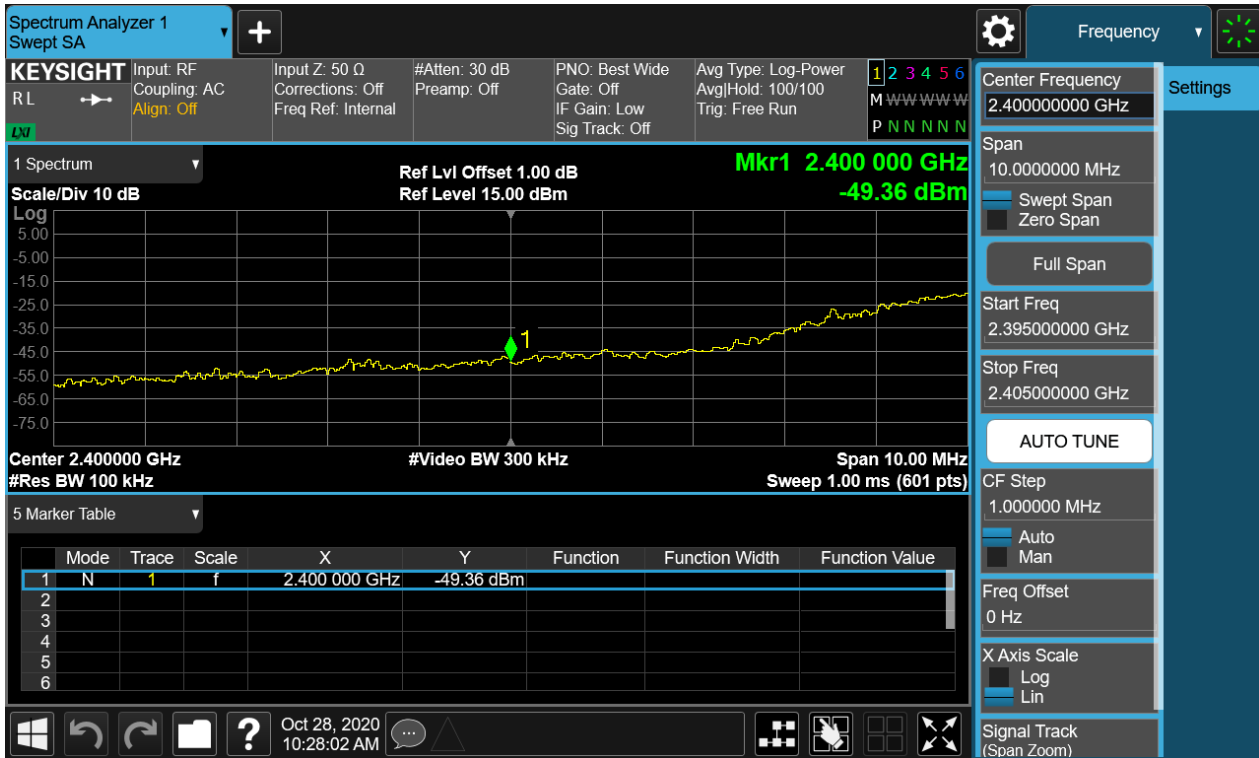 Spectrum Analyzer 1
Swept SA
+
Frequency
KEYSIGHT
R L
LXI
Input: RF
Coupling: AC
Align: Off
Input Z: 50 Ω
Corrections: Off
Freq Ref: Internal
#Atten: 30 dB
Preamp: Off
PNO: Best Wide
Gate: Off
IF Gain: Low
Sig Track: Off
Avg Type: Log-Power
Avg|Hold: 100/100
Trig: Free Run
1 2 3 4 5 6
M W W W W W
P N N N N N
1 Spectrum
Scale/Div 10 dB
Ref Lvl Offset 1.00 dB
Ref Level 15.00 dBm
Mkr1 2.400 000 GHz
-49.36 dBm
Log
5.00
-5.00
-15.0
-25.0
-35.0
-45.0
-55.0
-65.0
-75.0
1
Center 2.400000 GHz
#Video BW 300 kHz
Span 10.00 MHz
#Res BW 100 kHz
Sweep 1.00 ms (601 pts)
5 Marker Table
Mode Trace Scale X Y Function Function Width Function Value
1 N 1 f 2.400 000 GHz -49.36 dBm
2
3
4
5
6
?
Oct 28, 2020
10:28:02 AM
Center Frequency
2.400000000 GHz
Span
10.0000000 MHz
Swept Span
Zero Span
Full Span
Start Freq
2.395000000 GHz
Stop Freq
2.405000000 GHz
AUTO TUNE
CF Step
1.000000 MHz
Auto
Man
Freq Offset
0 Hz
X Axis Scale
Log
Lin
Signal Track
(Span Zoom)
Settings